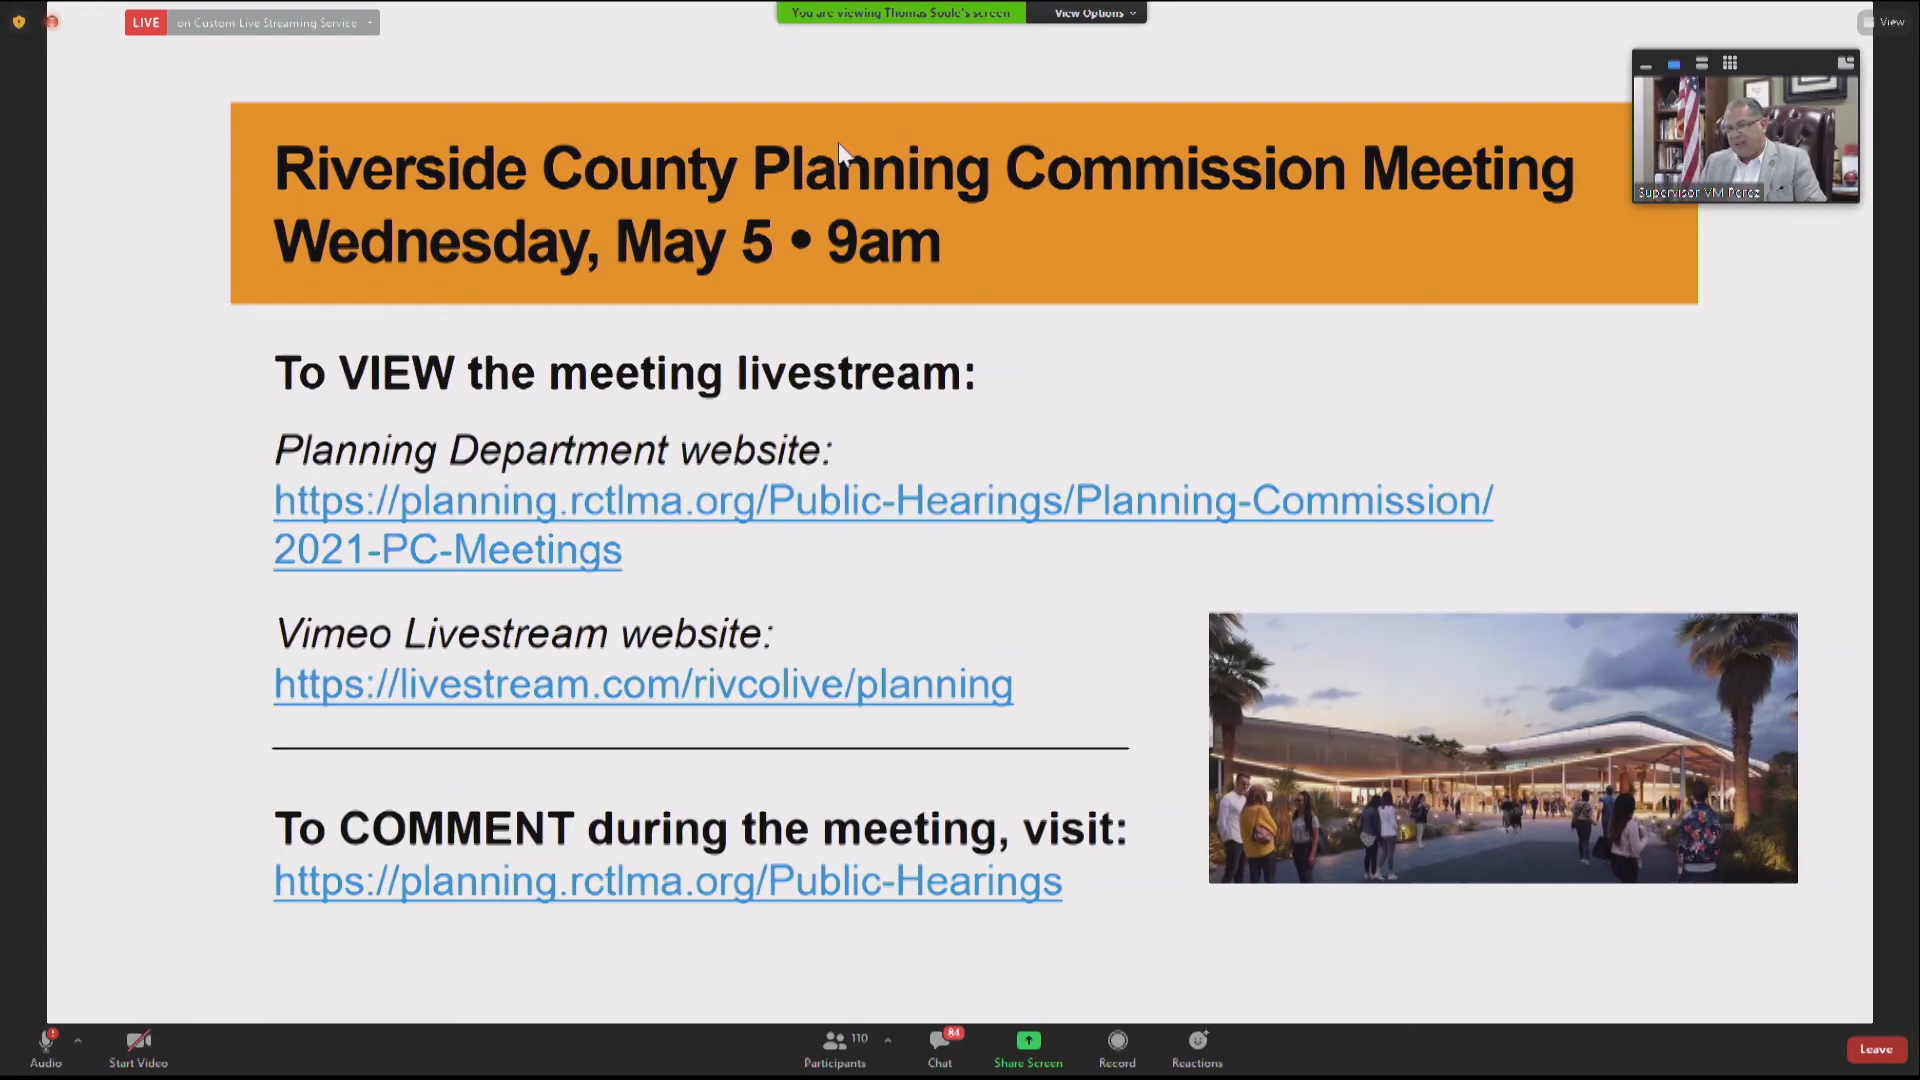 LIVE on Custom Live Streaming Service
You are viewing Thomas Soule's screen View Options
View
Riverside County Planning Commission Meeting
Wednesday, May 5 • 9am
Supervisor VM Perez
To VIEW the meeting livestream:
Planning Department website:
https://planning.rctlma.org/Public-Hearings/Planning-Commission/
2021-PC-Meetings
Vimeo Livestream website:
https://livestream.com/rivcolive/planning
To COMMENT during the meeting, visit:
https://planning.rctlma.org/Public-Hearings
110 84
Audio Start Video Participants Chat Share Screen Record Reactions Leave